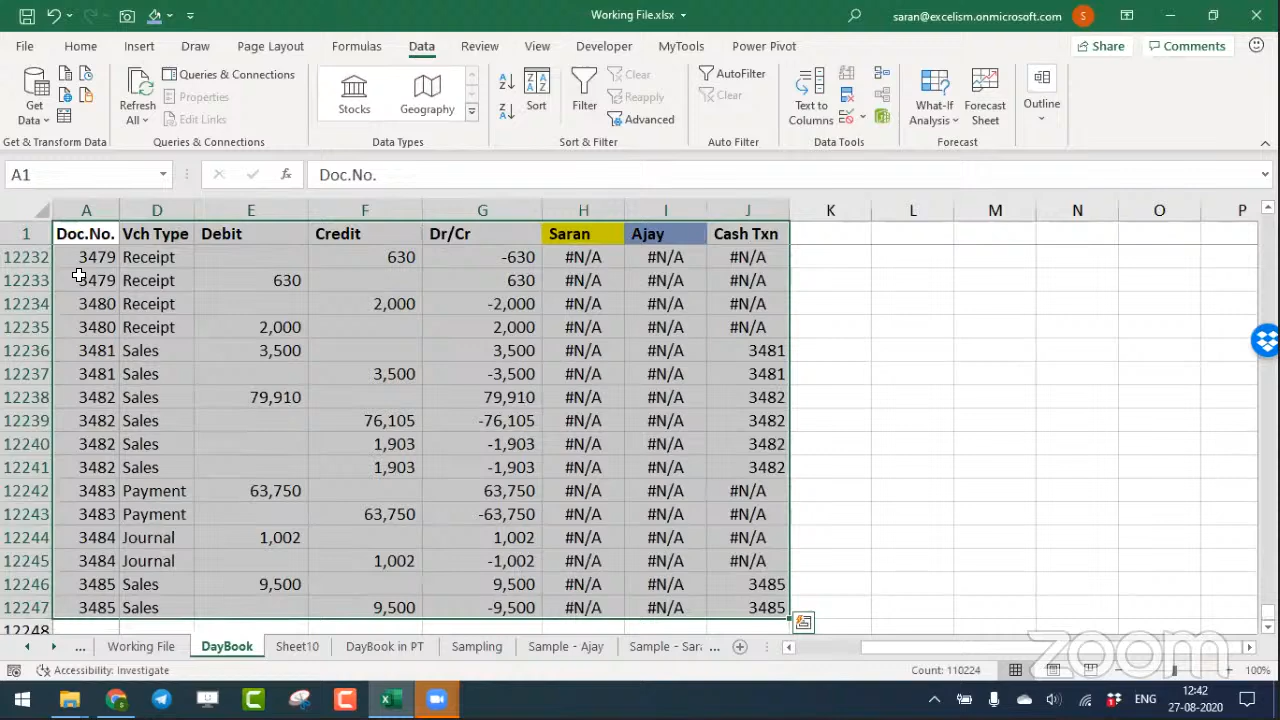 Working File.xlsx
saran@excelism.onmicrosoft.com S
File Home Insert Draw Page Layout Formulas Data Review View Developer MyTools Power Pivot Share Comments
Get Data
Refresh All
Queries & Connections
Properties
Edit Links
Stocks
Geography
Sort
Filter
Clear
Reapply
Advanced
AutoFilter
Clear
Text to Columns
What-If Analysis
Forecast Sheet
Outline
Get & Transform Data Queries & Connections Data Types Sort & Filter Auto Filter Data Tools Forecast
A1 fx Doc.No.
A D E F G H I J K L M N O P
1 Doc.No. Vch Type Debit Credit Dr/Cr Saran Ajay Cash Txn
12232 3479 Receipt 630 -630 #N/A #N/A #N/A
12233 3479 Receipt 630 630 #N/A #N/A #N/A
12234 3480 Receipt 2,000 -2,000 #N/A #N/A #N/A
12235 3480 Receipt 2,000 2,000 #N/A #N/A #N/A
12236 3481 Sales 3,500 3,500 #N/A #N/A 3481
12237 3481 Sales 3,500 -3,500 #N/A #N/A 3481
12238 3482 Sales 79,910 79,910 #N/A #N/A 3482
12239 3482 Sales 76,105 -76,105 #N/A #N/A 3482
12240 3482 Sales 1,903 -1,903 #N/A #N/A 3482
12241 3482 Sales 1,903 -1,903 #N/A #N/A 3482
12242 3483 Payment 63,750 63,750 #N/A #N/A #N/A
12243 3483 Payment 63,750 -63,750 #N/A #N/A #N/A
12244 3484 Journal 1,002 1,002 #N/A #N/A #N/A
12245 3484 Journal 1,002 -1,002 #N/A #N/A #N/A
12246 3485 Sales 9,500 9,500 #N/A #N/A 3485
12247 3485 Sales 9,500 -9,500 #N/A #N/A 3485
12248
... Working File DayBook Sheet10 DayBook in PT Sampling Sample - Ajay Sample - Sara ...
zoom
Accessibility: Investigate Count: 110224 100%
ENG 12:42
27-08-2020